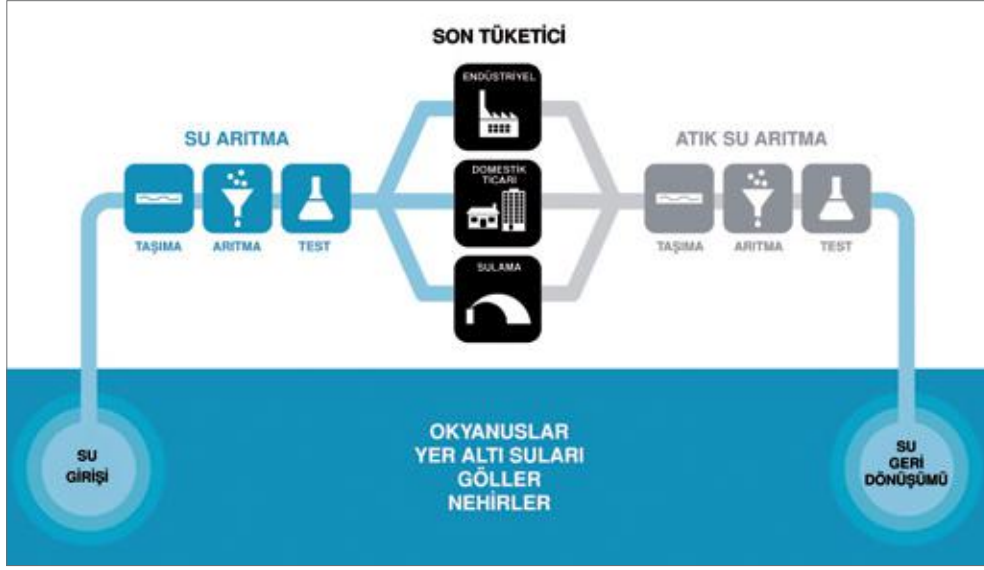 SON TÜKETİCİ
ENDÜSTRİYEL
SU ARITMA
TAŞIMA
ARITMA
TEST
DOMESTİK
TİCARİ
SULAMA
ATIK SU ARITMA
TAŞIMA
ARITMA
TEST
SU
GİRİŞİ
OKYANUSLAR
YER ALTI SULARI
GÖLLER
NEHİRLER
SU
GERİ
DÖNÜŞÜMÜ